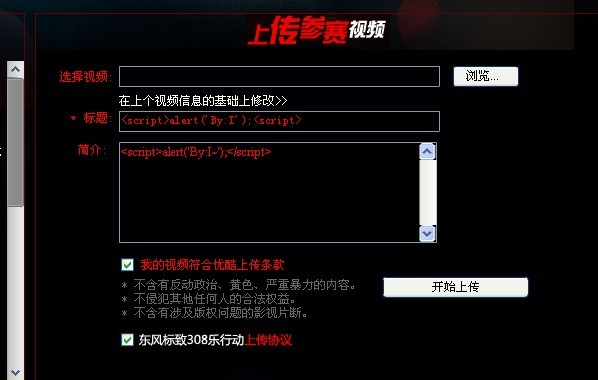 上传参赛视频
选择视频: 浏览...
在上个视频信息的基础上修改>>
* 标题: <script>alert('By:I');<script>
简介: <script>alert('By:I~');</script>
我的视频符合优酷上传条款
* 不含有反动政治、黄色、严重暴力的内容。
* 不侵犯其他任何人的合法权益。
* 不含有涉及版权问题的影视片断。
开始上传
东风标致308乐行动上传协议